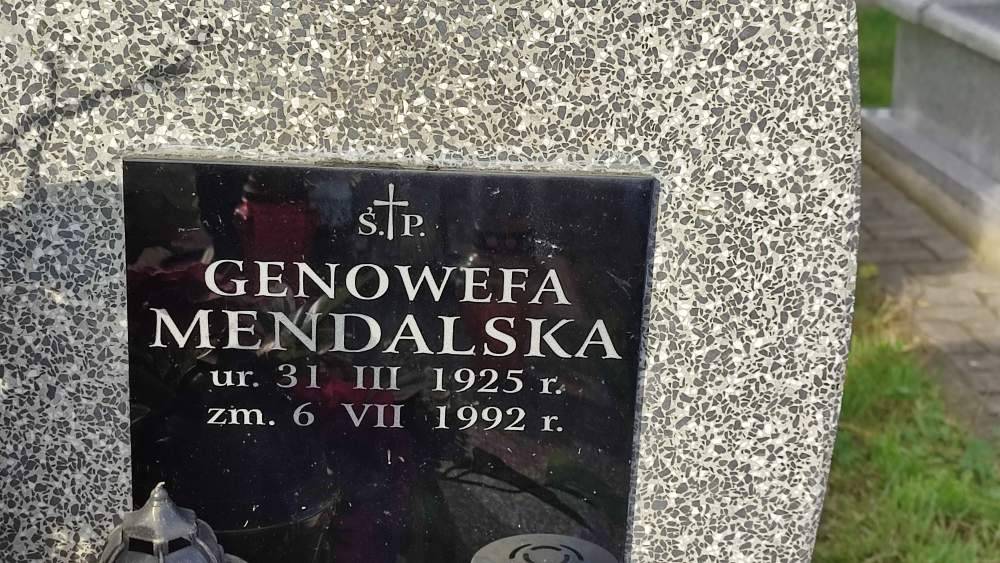 Ś.P.
GENOWEFA
MENDALSKA
ur. 31 III 1925 r.
zm. 6 VII 1992 r.